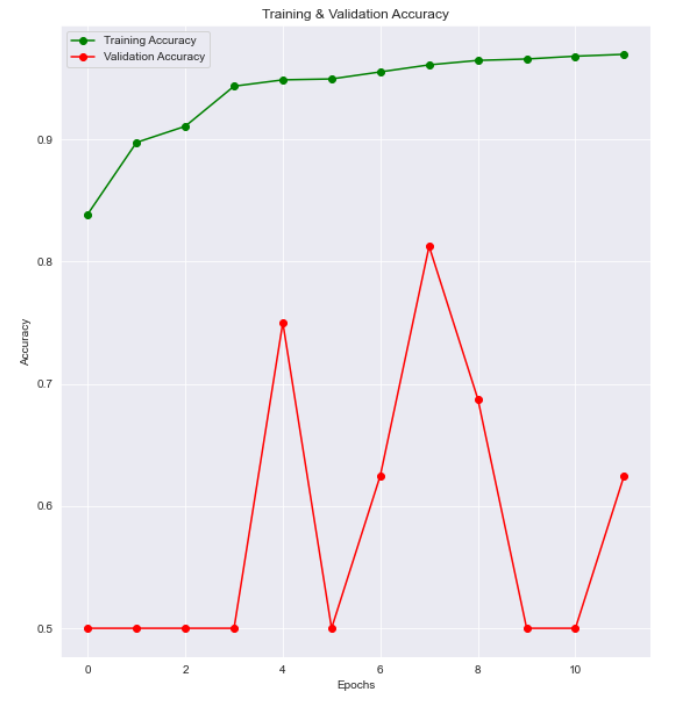 Training & Validation Accuracy
Training Accuracy
Validation Accuracy
0.9
0.8
0.7
0.6
0.5
Accuracy
0 2 4 6 8 10
Epochs